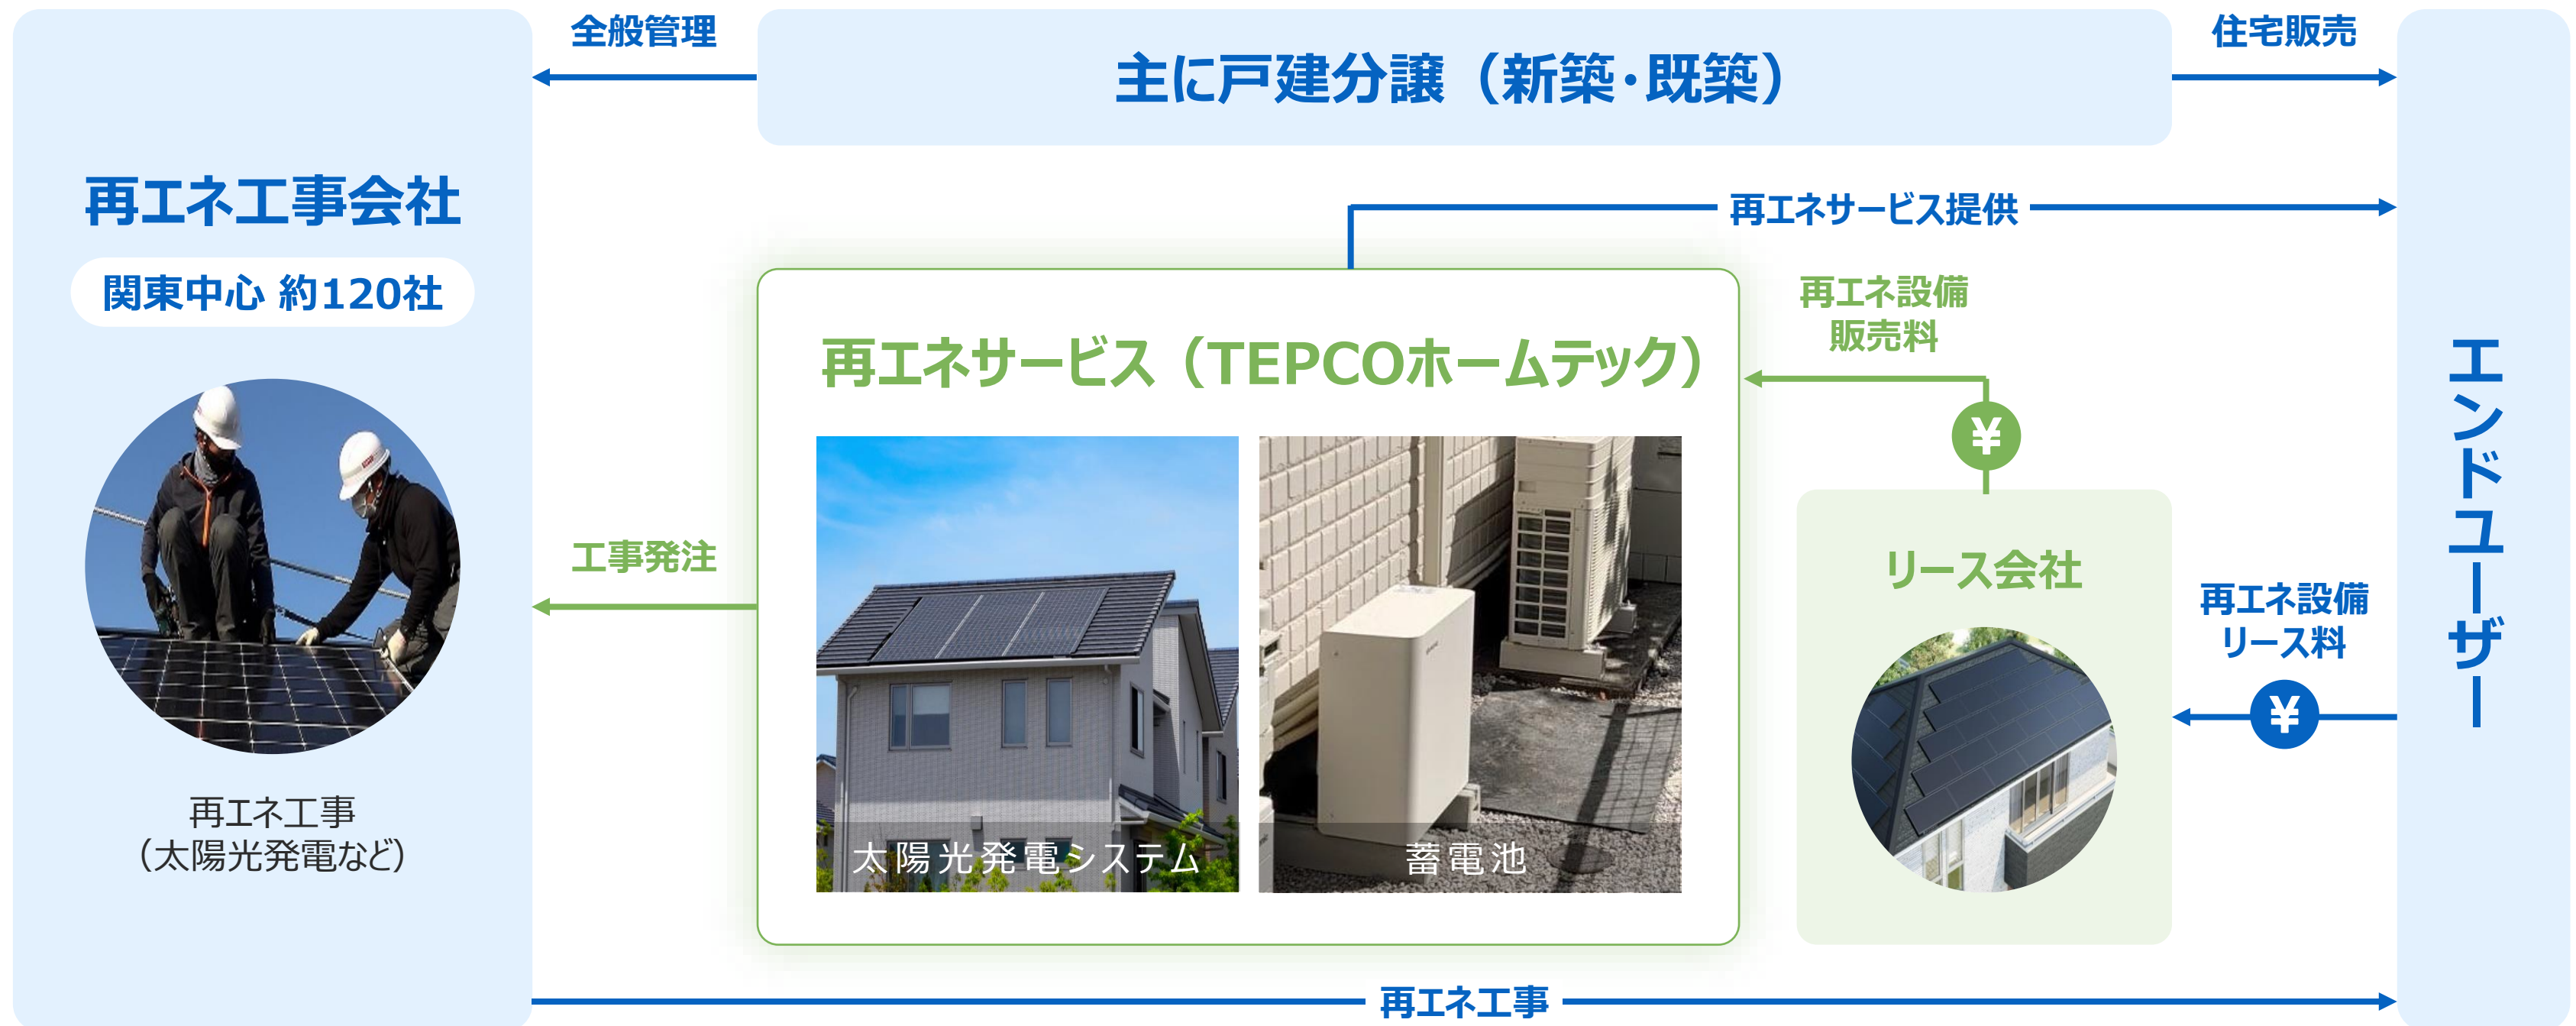 全般管理
主に戸建分譲（新築・既築）
住宅販売
再エネ工事会社
関東中心 約120社
再エネ工事
（太陽光発電など）
工事発注
再エネサービス提供
再エネサービス（TEPCOホームテック）
太陽光発電システム
蓄電池
再エネ設備
販売料
¥
リース会社
再エネ設備
リース料
¥
エンドユーザー
再エネ工事